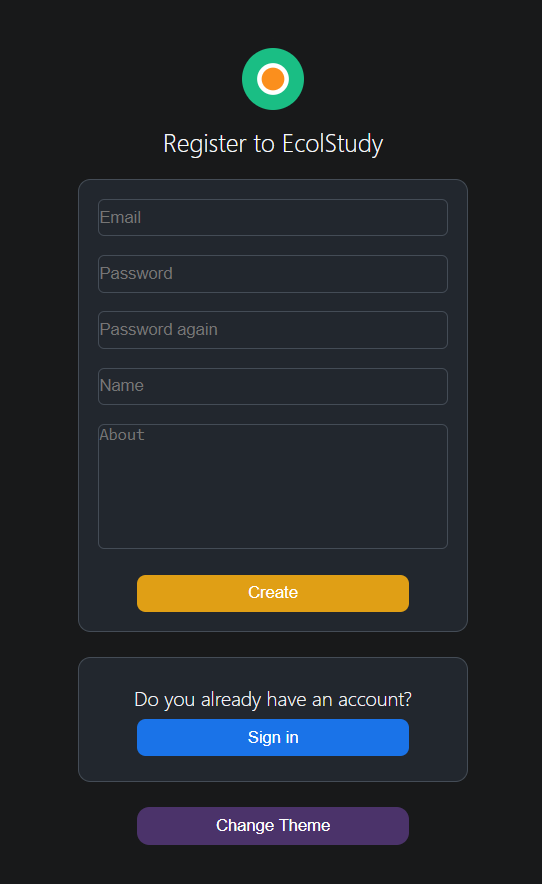 Register to EcolStudy
Email
Password
Password again
Name
About
Create
Do you already have an account?
Sign in
Change Theme